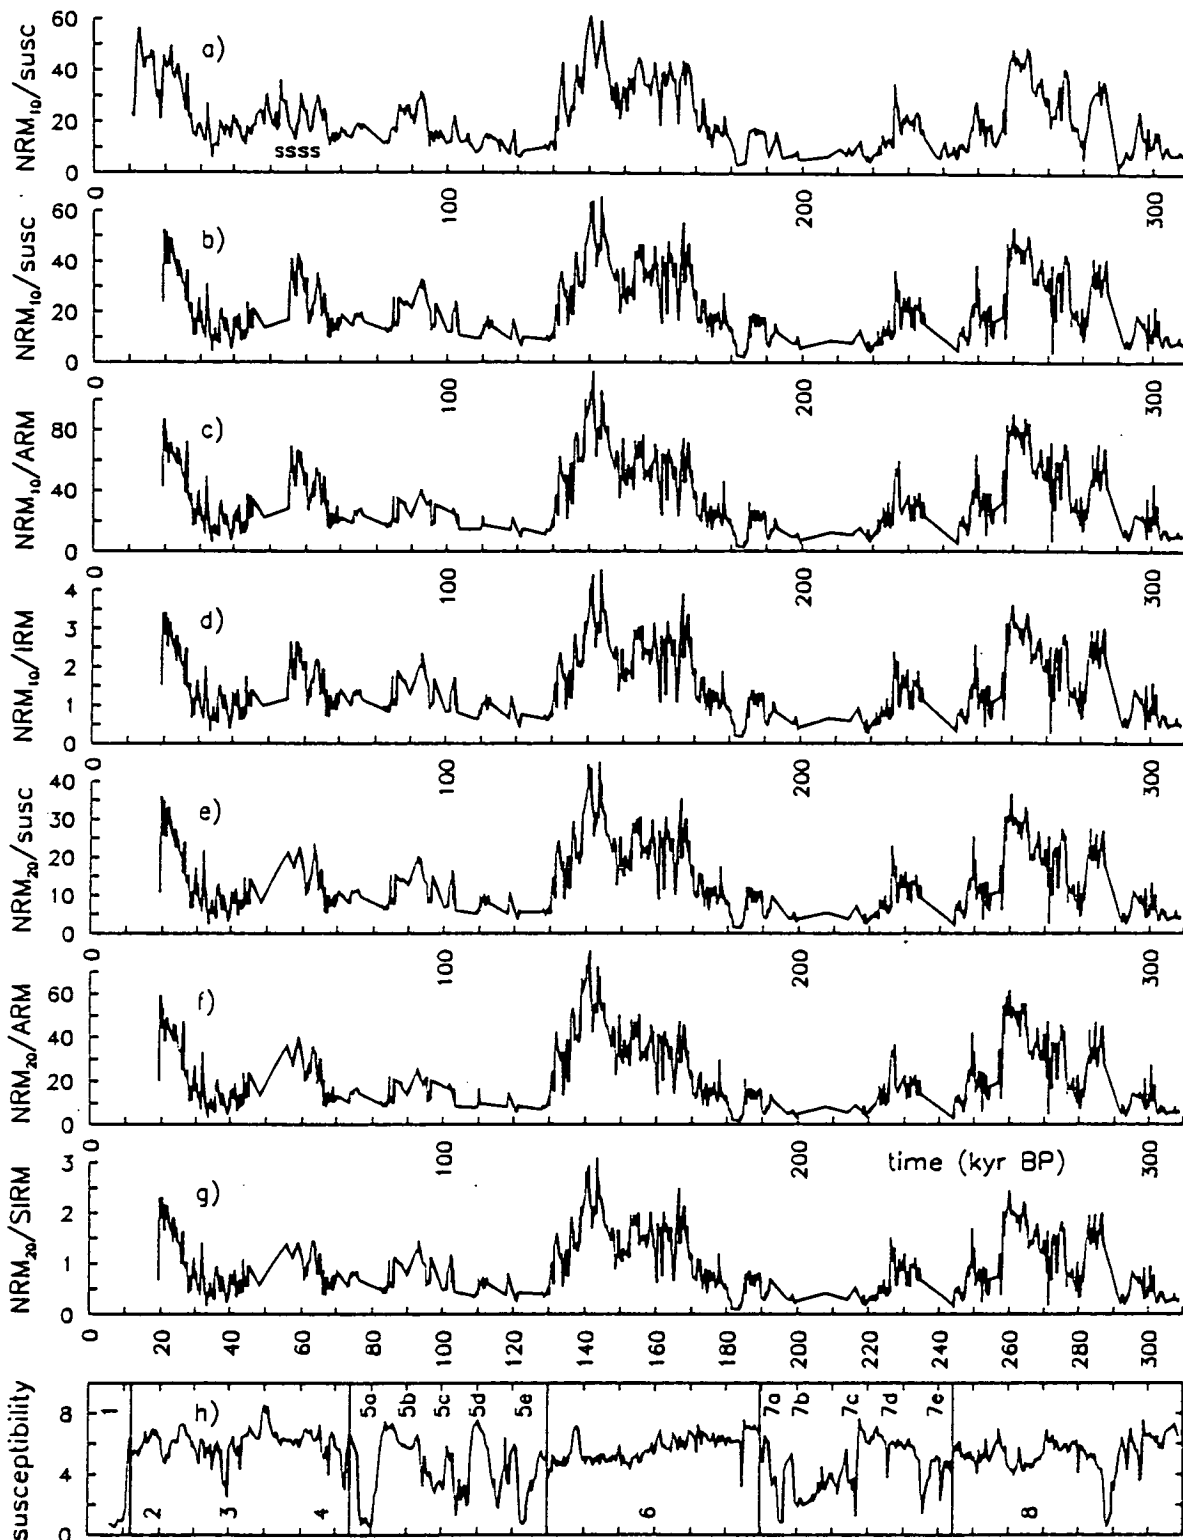 NRM10/susc
60
40
20
0
a)
ssss
0
100
200
300
NRM10/susc
60
40
20
0
b)
0
100
200
300
NRM10/ARM
80
40
0
c)
0
100
200
300
NRM10/IRM
4
3
2
1
0
d)
0
100
200
300
NRM20/susc
40
30
20
10
0
e)
0
100
200
300
NRM20/ARM
60
40
20
0
f)
0
100
200
300
time (kyr BP)
NRM20/SIRM
3
2
1
0
g)
0
20
40
60
80
100
120
140
160
180
200
220
240
260
280
300
susceptibility
8
4
0
h)
1
2
3
4
5a
5b
5c
5d
5e
6
7a
7b
7c
7d
7e
8